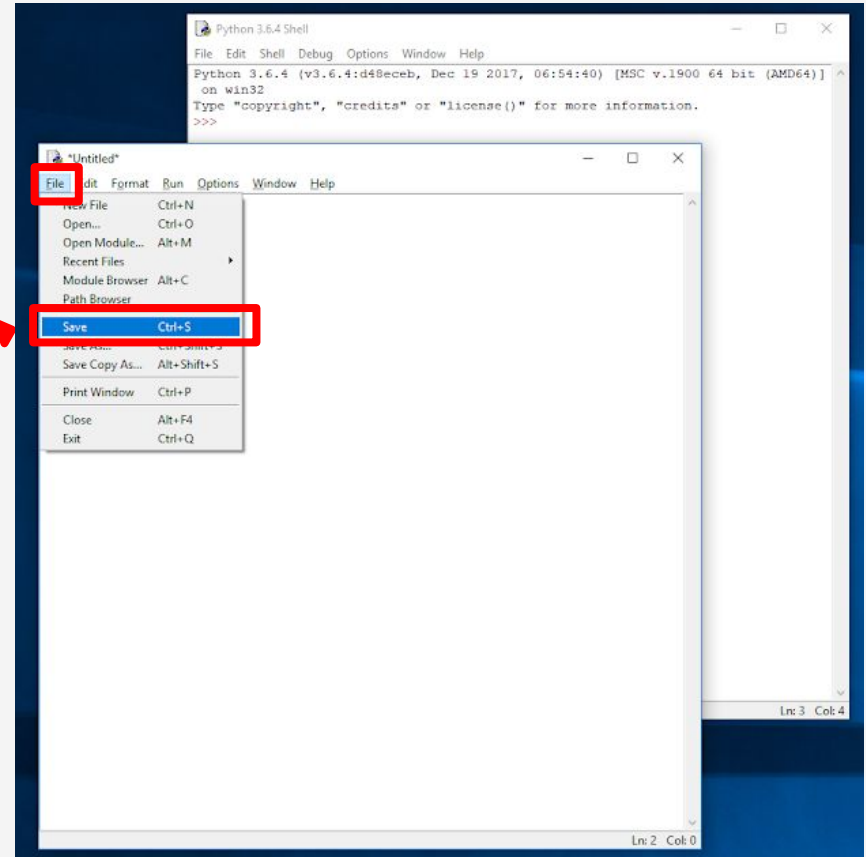 Python 3.6.4 Shell
File Edit Shell Debug Options Window Help
Python 3.6.4 (v3.6.4:d48eceb, Dec 19 2017, 06:54:40) [MSC v.1900 64 bit (AMD64)]
on win32
Type "copyright", "credits" or "license()" for more information.
>>>
*Untitled*
File Edit Format Run Options Window Help
New File Ctrl+N
Open... Ctrl+O
Open Module... Alt+M
Recent Files
Module Browser Alt+C
Path Browser
Save Ctrl+S
Save As... Ctrl+Shift+S
Save Copy As... Alt+Shift+S
Print Window Ctrl+P
Close Alt+F4
Exit Ctrl+Q
Ln: 3 Col: 4
Ln: 2 Col: 0